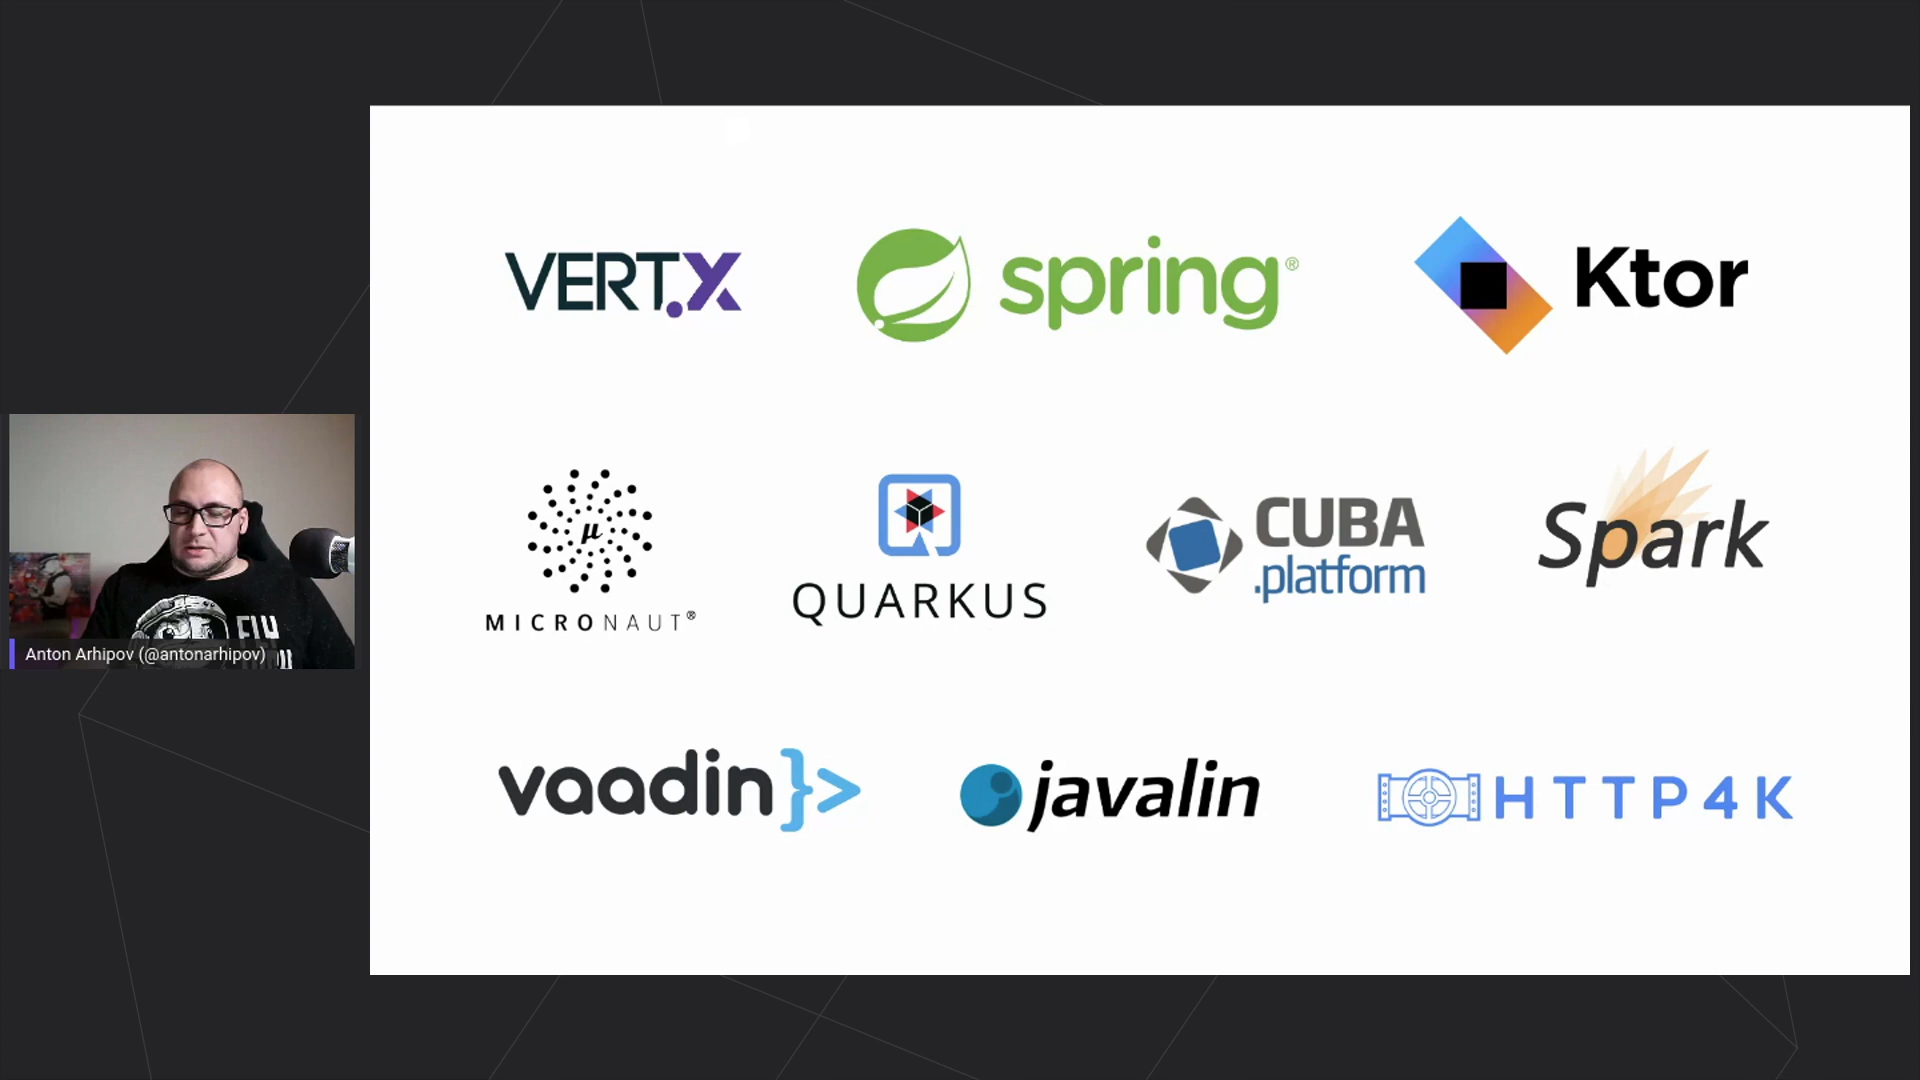 VERT.X
spring®
Ktor
μ
MICRONAUT®
QUARKUS
CUBA
.platform
Spark
vaadin}>
javalin
HTTP4K
Anton Arhipov (@antonarhipov)